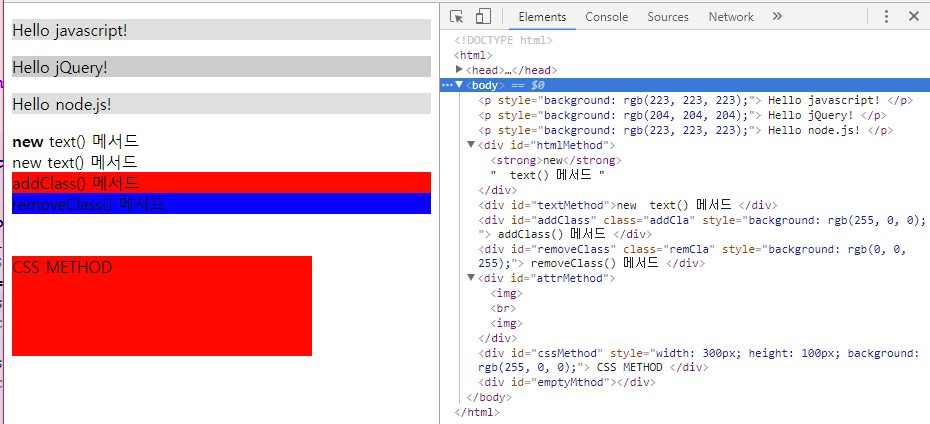 Hello javascript!
Hello jQuery!
Hello node.js!
new text() 메서드
new text() 메서드
addClass() 메서드
removeClass() 메서드
CSS METHOD
Elements Console Sources Network »
<!DOCTYPE html>
<html>
<head>…</head>
<body> == $0
<p style="background: rgb(223, 223, 223);"> Hello javascript! </p>
<p style="background: rgb(204, 204, 204);"> Hello jQuery! </p>
<p style="background: rgb(223, 223, 223);"> Hello node.js! </p>
<div id="htmlMethod">
<strong>new</strong>
"  text() 메서드 "
</div>
<div id="textMethod">new  text() 메서드 </div>
<div id="addClass" class="addCla" style="background: rgb(255, 0, 0);
"> addClass() 메서드 </div>
<div id="removeClass" class="remCla" style="background: rgb(0, 0,
255);"> removeClass() 메서드 </div>
<div id="attrMethod">
<img>
<br>
<img>
</div>
<div id="cssMethod" style="width: 300px; height: 100px; background:
rgb(255, 0, 0);"> CSS METHOD </div>
<div id="emptyMthod"></div>
</body>
</html>